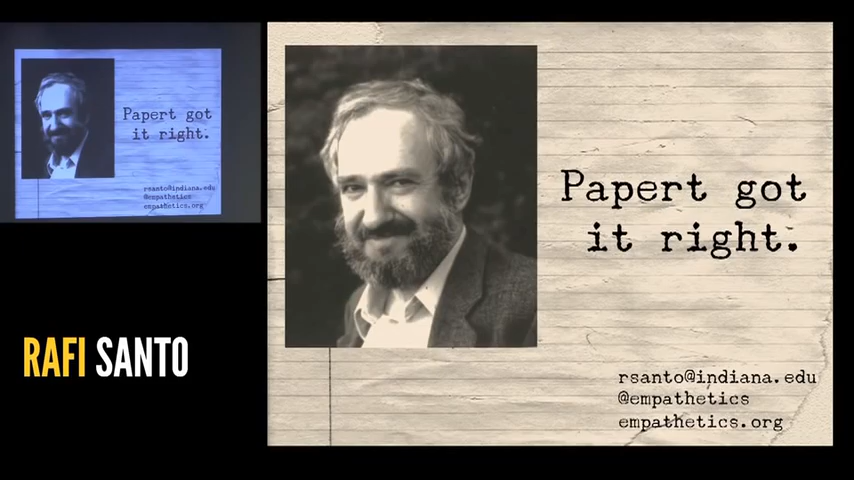 Papert got
it right.
rsanto@indiana.edu
@empathetics
empathetics.org
RAFI SANTO
Papert got
it right.
rsanto@indiana.edu
@empathetics
empathetics.org